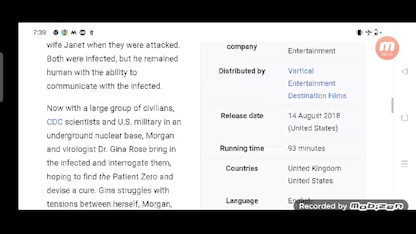 7:39
wife Janet when they were attacked.
Both were infected, but he remained
human with the ability to
communicate with the infected.
Now with a large group of civilians,
CDC scientists and U.S. military in an
underground nuclear base, Morgan
and virologist Dr. Gina Rose bring in
the infected and interrogate them,
hoping to find the Patient Zero and
devise a cure. Gina struggles with
tensions between herself, Morgan,
company
Entertainment
Distributed by
Vertical
Entertainment
Destination Films
Release date
14 August 2018
(United States)
Running time
93 minutes
Countries
United Kingdom
United States
Language
English
Recorded by mobizen